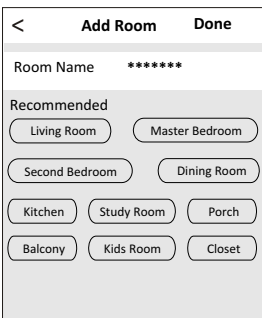 < Add Room Done
Room Name *******
Recommended
Living Room Master Bedroom
Second Bedroom Dining Room
Kitchen Study Room Porch
Balcony Kids Room Closet